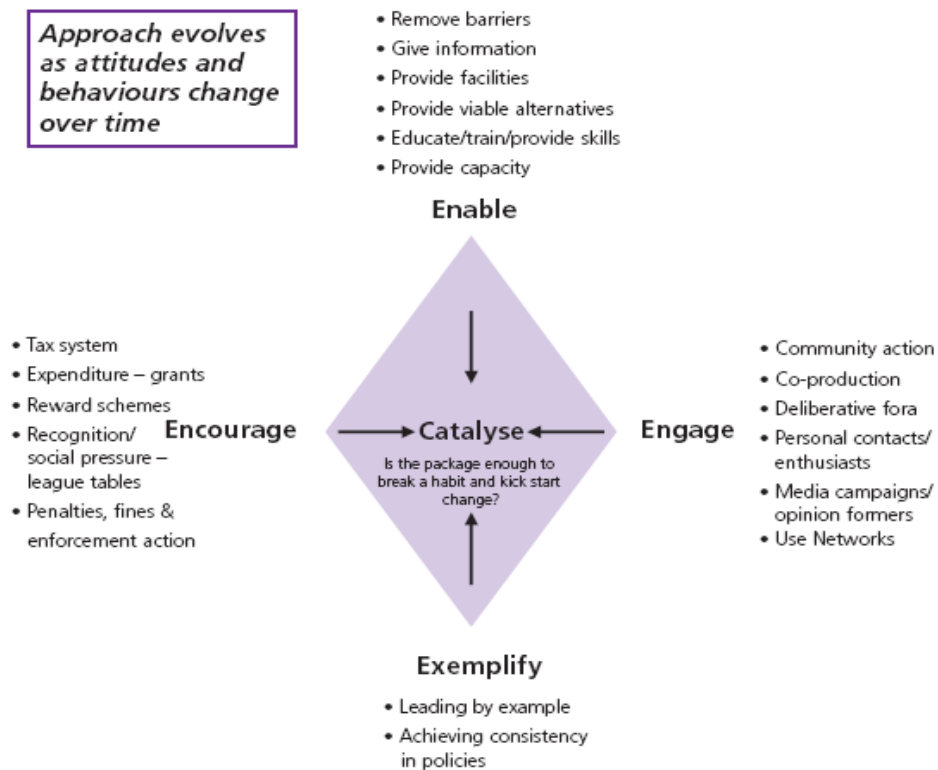 Approach evolves
as attitudes and
behaviours change
over time
• Remove barriers
• Give information
• Provide facilities
• Provide viable alternatives
• Educate/train/provide skills
• Provide capacity
Enable
• Tax system
• Expenditure – grants
• Reward schemes
• Recognition/
social pressure –
league tables
• Penalties, fines &
enforcement action
Encourage
Catalyse
Is the package enough to
break a habit and kick start
change?
Engage
• Community action
• Co-production
• Deliberative fora
• Personal contacts/
enthusiasts
• Media campaigns/
opinion formers
• Use Networks
Exemplify
• Leading by example
• Achieving consistency
in policies